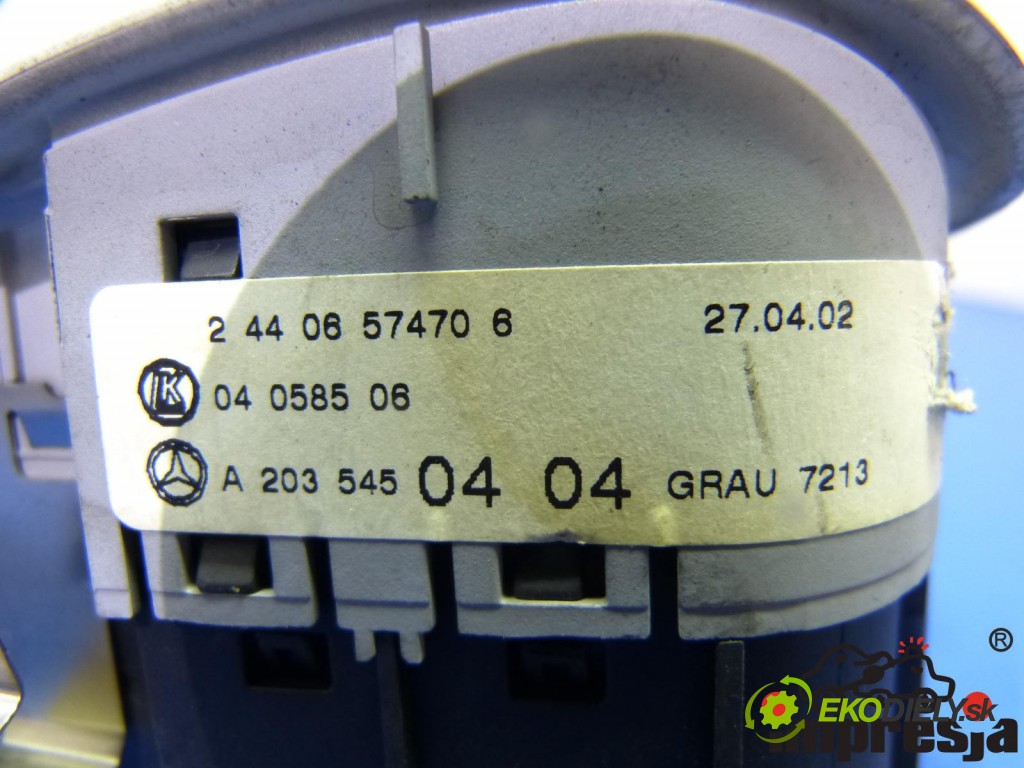 2 44 06 57470 6 27.04.02
LK 04 0585 06
A 203 545 04 04 GRAU 7213
®
EKODIELY.sk
impresja